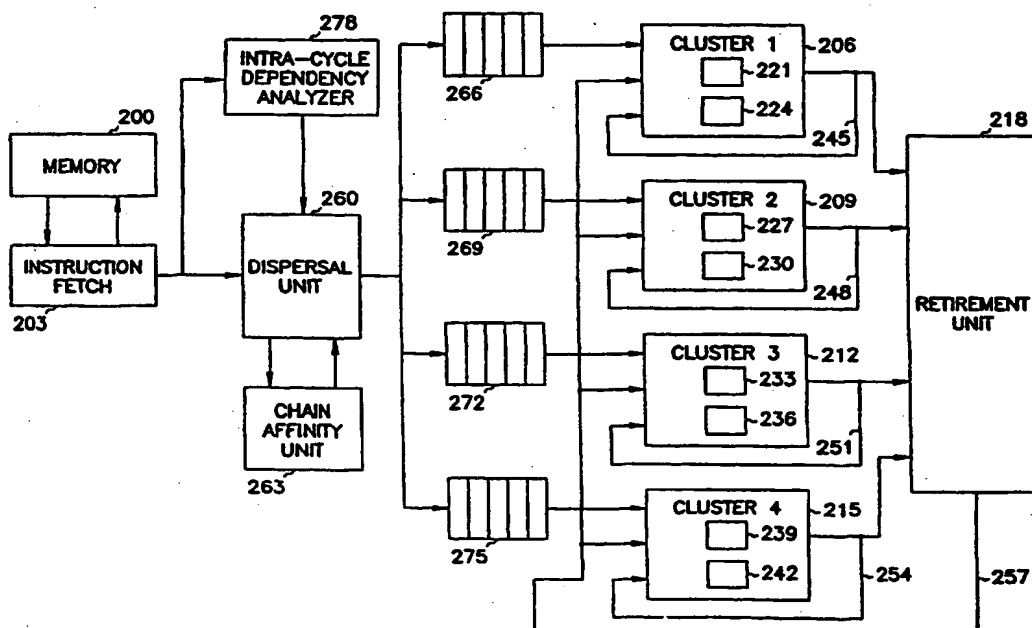 278
INTRA-CYCLE
DEPENDENCY
ANALYZER
200
MEMORY
INSTRUCTION
FETCH
203
260
DISPERSAL
UNIT
CHAIN
AFFINITY
UNIT
263
266
269
272
275
CLUSTER 1
206
221
224
245
CLUSTER 2
209
227
230
248
CLUSTER 3
212
233
236
251
CLUSTER 4
215
239
242
254
218
RETIREMENT
UNIT
257